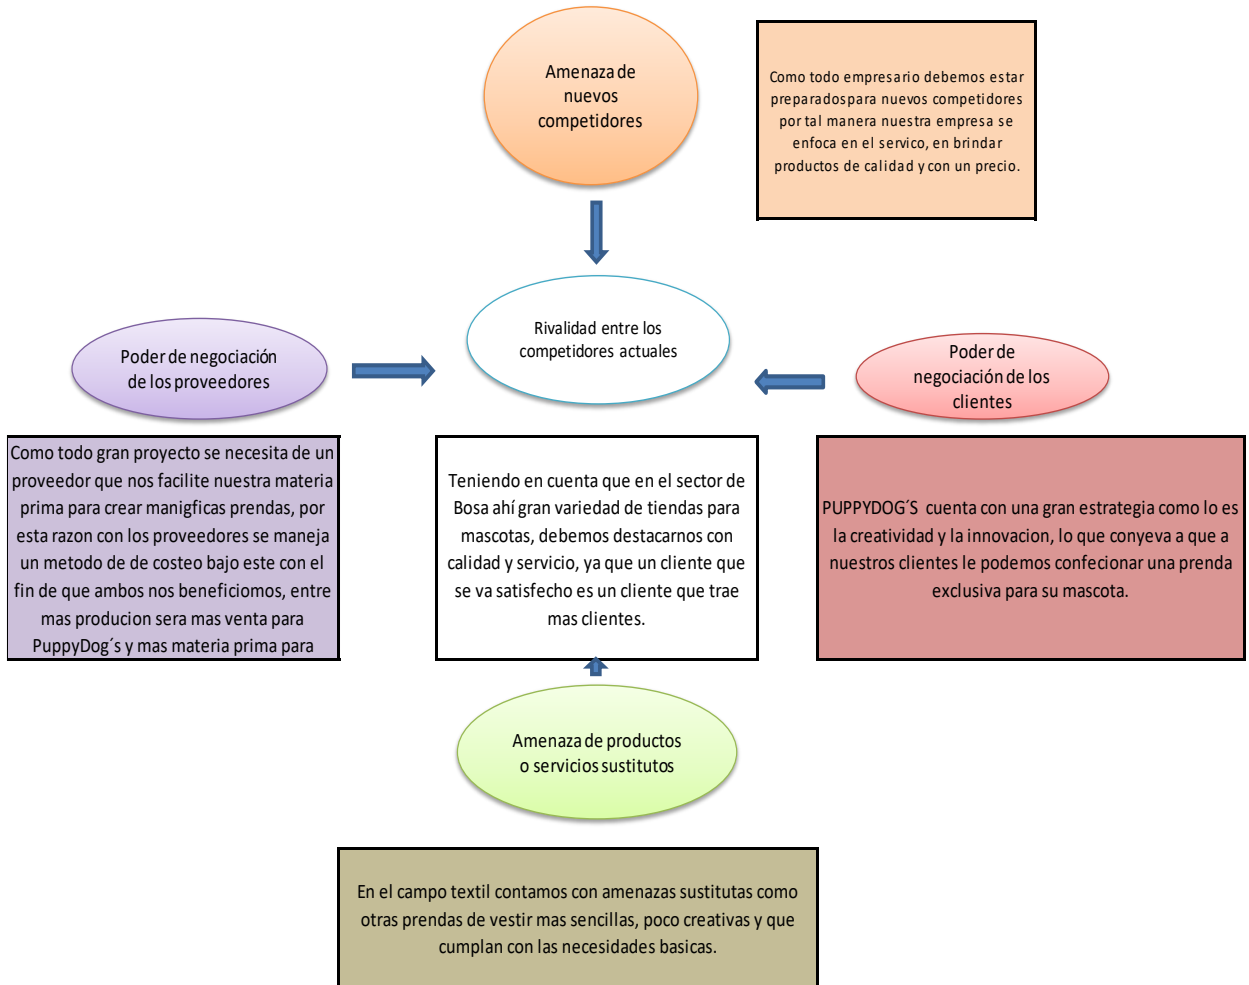 Amenaza de
nuevos
competidores
Como todo empresario debemos estar
preparadospara nuevos competidores
por tal manera nuestra empresa se
enfoca en el servico, en brindar
productos de calidad y con un precio.
Rivalidad entre los
competidores actuales
Poder de negociación
de los proveedores
Poder de
negociación de los
clientes
Como todo gran proyecto se necesita de un
proveedor que nos facilite nuestra materia
prima para crear manigficas prendas, por
esta razon con los proveedores se maneja
un metodo de de costeo bajo este con el
fin de que ambos nos beneficiomos, entre
mas producion sera mas venta para
PuppyDog´s y mas materia prima para
Teniendo en cuenta que en el sector de
Bosa ahí gran variedad de tiendas para
mascotas, debemos destacarnos con
calidad y servicio, ya que un cliente que
se va satisfecho es un cliente que trae
mas clientes.
PUPPYDOG´S cuenta con una gran estrategia como lo es
la creatividad y la innovacion, lo que conyeva a que a
nuestros clientes le podemos confecionar una prenda
exclusiva para su mascota.
Amenaza de productos
o servicios sustitutos
En el campo textil contamos con amenazas sustitutas como
otras prendas de vestir mas sencillas, poco creativas y que
cumplan con las necesidades basicas.